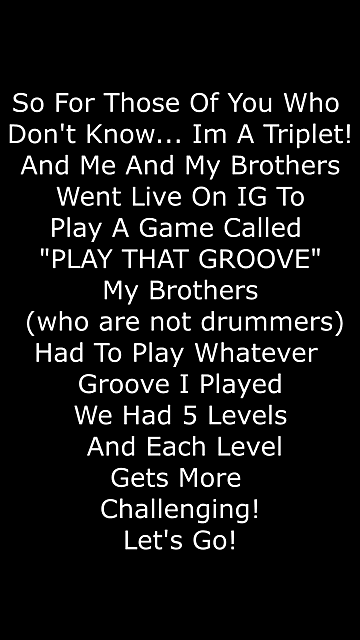 So For Those Of You Who
Don't Know... Im A Triplet!
And Me And My Brothers
Went Live On IG To
Play A Game Called
"PLAY THAT GROOVE"
My Brothers
(who are not drummers)
Had To Play Whatever
Groove I Played
We Had 5 Levels
And Each Level
Gets More
Challenging!
Let's Go!